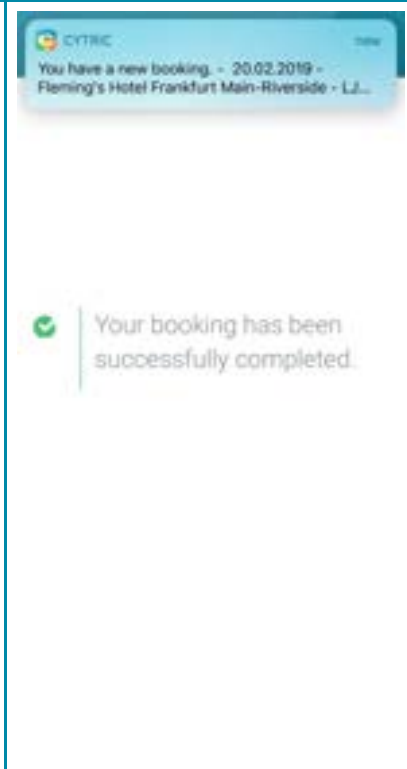 CYTRIC now
You have a new booking. - 20.02.2019 -
Fleming's Hotel Frankfurt Main-Riverside - LJ...
Your booking has been
successfully completed.